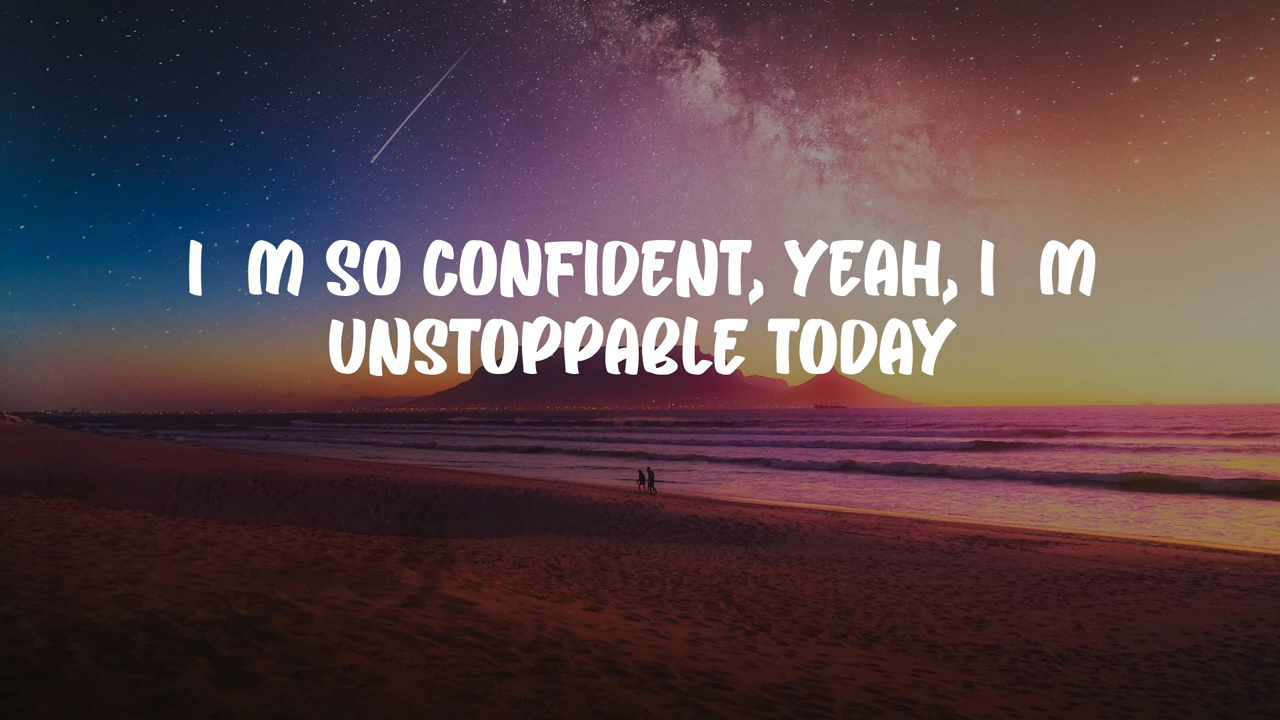 I M SO CONFIDENT, YEAH, I M
UNSTOPPABLE TODAY